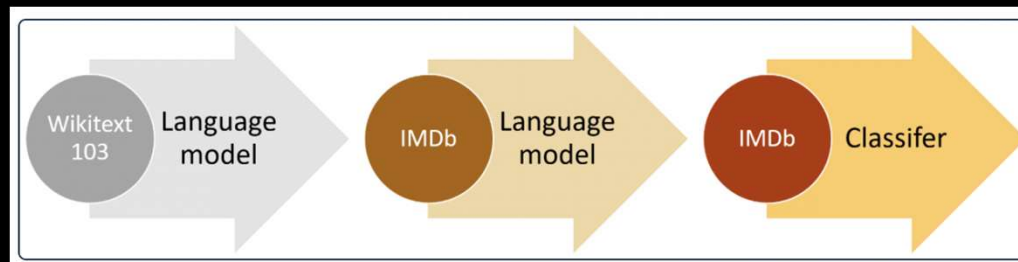 Wikitext
103
Language
model
IMDb
Language
model
IMDb
Classifer